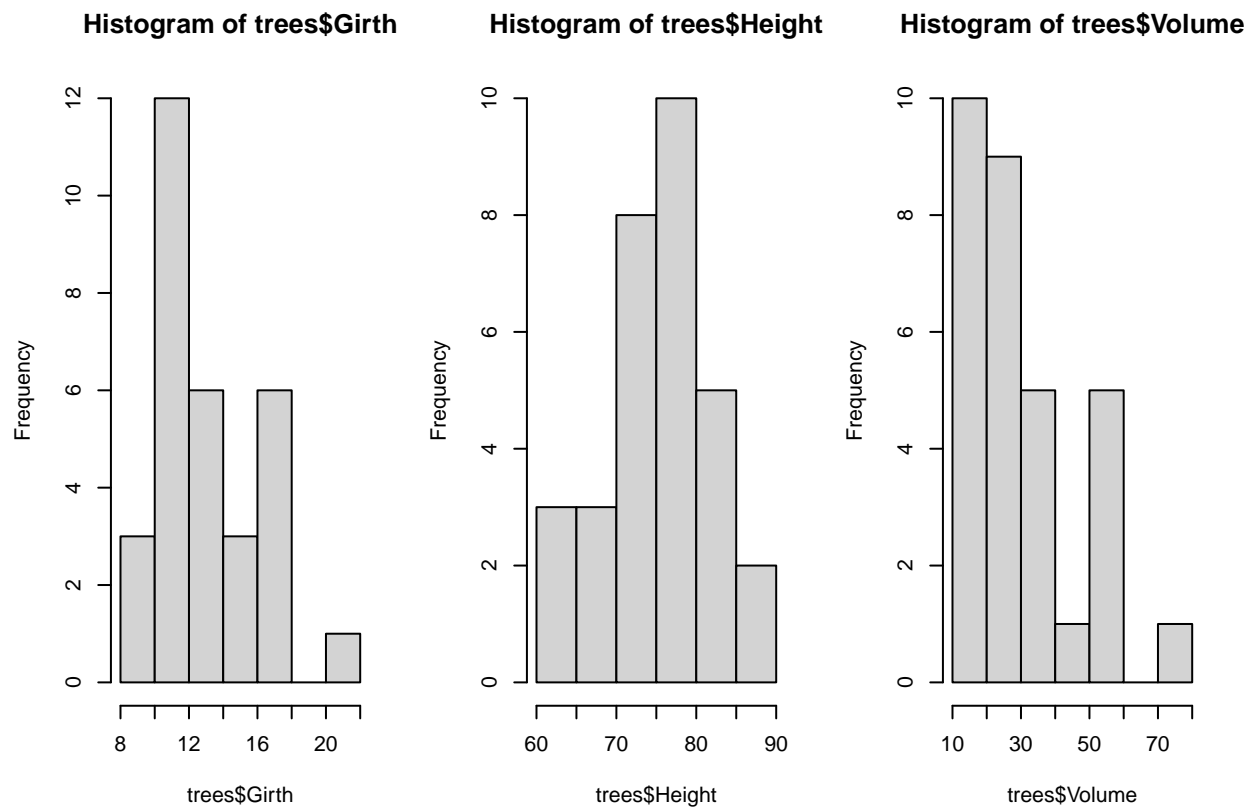 Histogram of trees$Girth
Frequency
0 2 4 6 8 10 12
8 12 16 20
trees$Girth
Histogram of trees$Height
Frequency
0 2 4 6 8 10
60 70 80 90
trees$Height
Histogram of trees$Volume
Frequency
0 2 4 6 8 10
10 30 50 70
trees$Volume